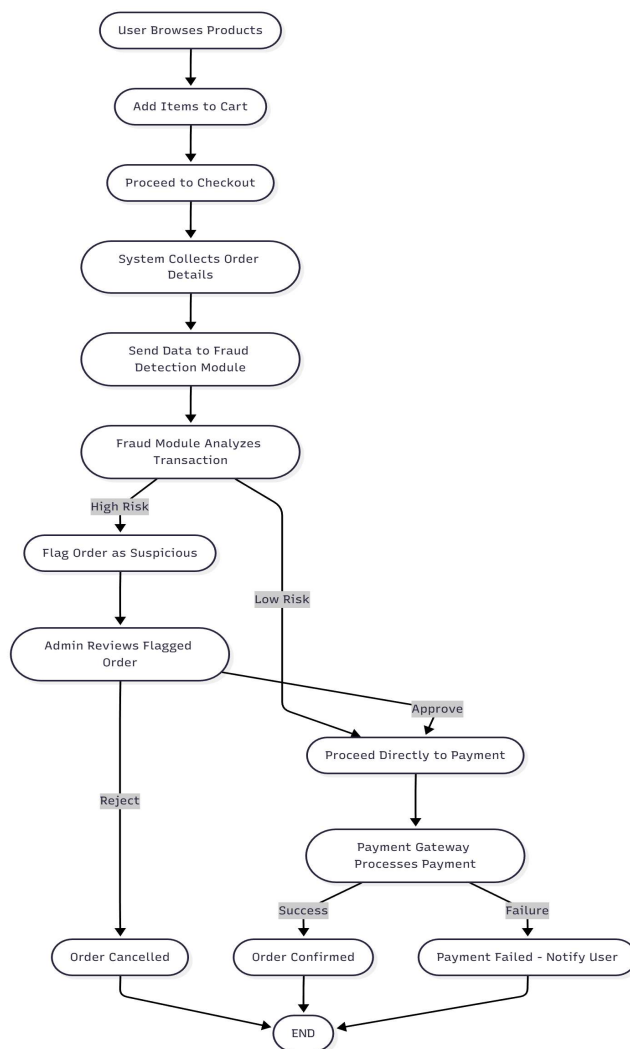 User Browses Products
Add Items to Cart
Proceed to Checkout
System Collects Order
Details
Send Data to Fraud
Detection Module
Fraud Module Analyzes
Transaction
High Risk
Flag Order as Suspicious
Low Risk
Admin Reviews Flagged
Order
Approve
Proceed Directly to Payment
Reject
Payment Gateway
Processes Payment
Success
Failure
Order Cancelled
Order Confirmed
Payment Failed - Notify User
END